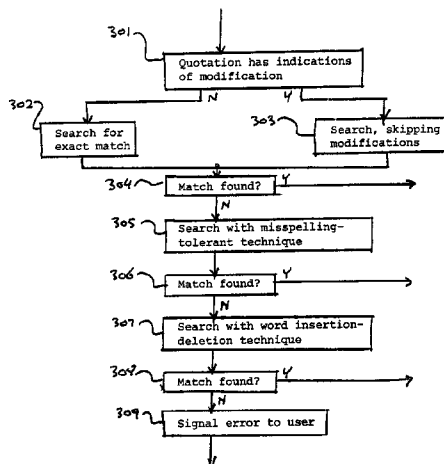 301
Quotation has indications
of modification
N Y
302
Search for
exact match
303
Search, skipping
modifications
304
Match found?
Y
N
305
Search with misspelling-
tolerant technique
306
Match found?
Y
N
307
Search with word insertion-
deletion technique
308
Match found?
Y
N
309
Signal error to user